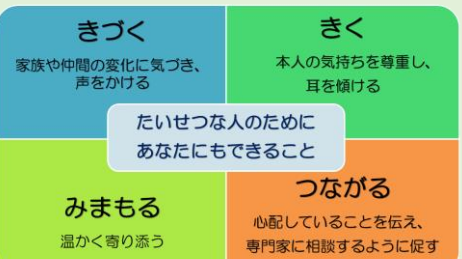 きづく
家族や仲間の変化に気づき、
声をかける
きく
本人の気持ちを尊重し、
耳を傾ける
たいせつな人のために
あなたにもできること
みまもる
温かく寄り添う
つながる
心配していることを伝え、
専門家に相談するように促す